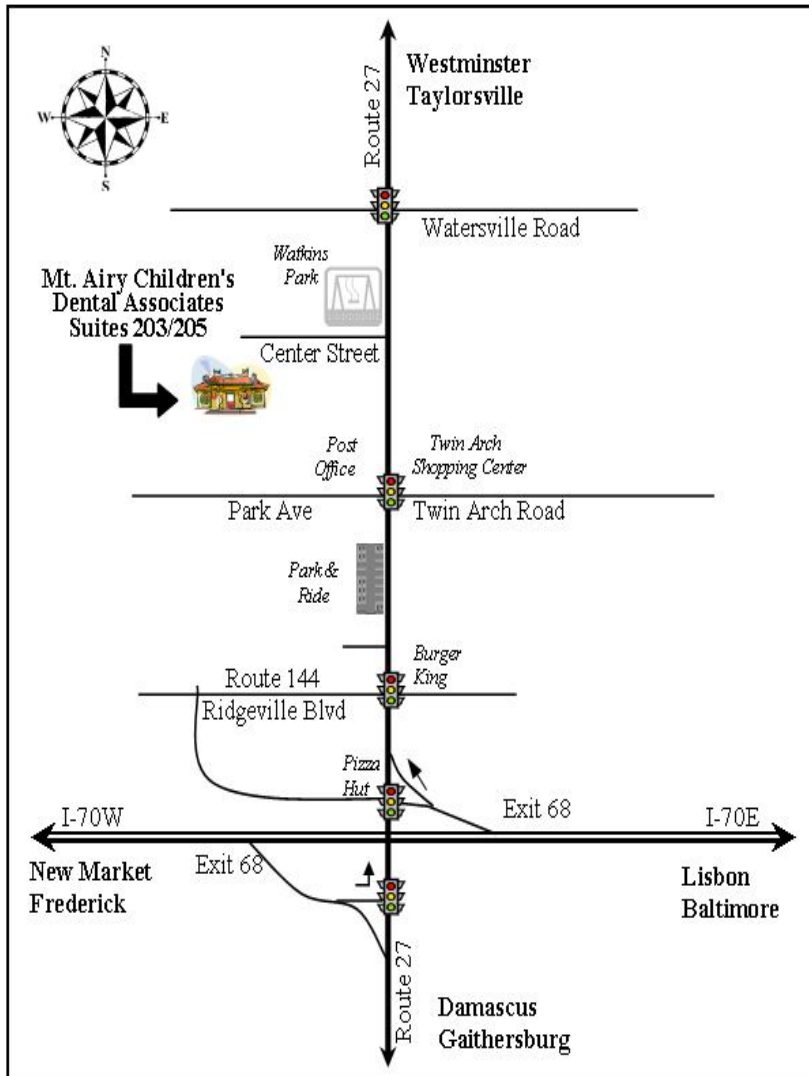 N
W
E
S
Route 27
Westminster
Taylorsville
Watersville Road
Watkins
Park
Mt. Airy Children's
Dental Associates
Suites 203/205
Center Street
Post
Office
Twin Arch
Shopping Center
Park Ave
Twin Arch Road
Park &
Ride
Burger
King
Route 144
Ridgeville Blvd
Pizza
Hut
Exit 68
I-70W
I-70E
New Market
Frederick
Exit 68
Lisbon
Baltimore
Route 27
Damascus
Gaithersburg